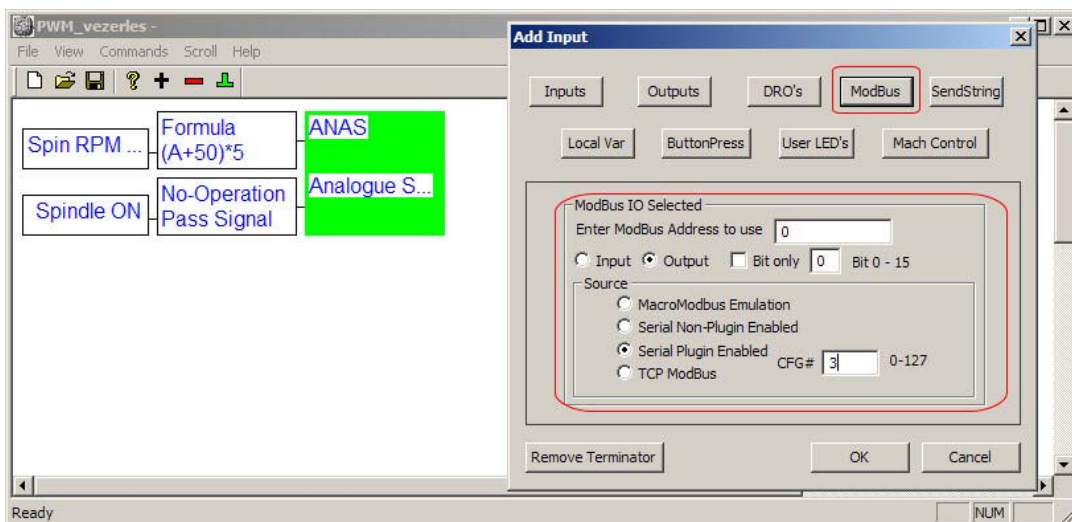 PWM_vezerles -
File View Commands Scroll Help
Spin RPM ...
Formula
(A+50)*5
ANAS
Spindle ON
No-Operation
Pass Signal
Analogue S...
Add Input
Inputs Outputs DRO's ModBus SendString
Local Var ButtonPress User LED's Mach Control
ModBus IO Selected
Enter ModBus Address to use 0
Input Output Bit only 0 Bit 0 - 15
Source
MacroModbus Emulation
Serial Non-Plugin Enabled
Serial Plugin Enabled CFG# 3 0-127
TCP ModBus
Remove Terminator OK Cancel
Ready NUM